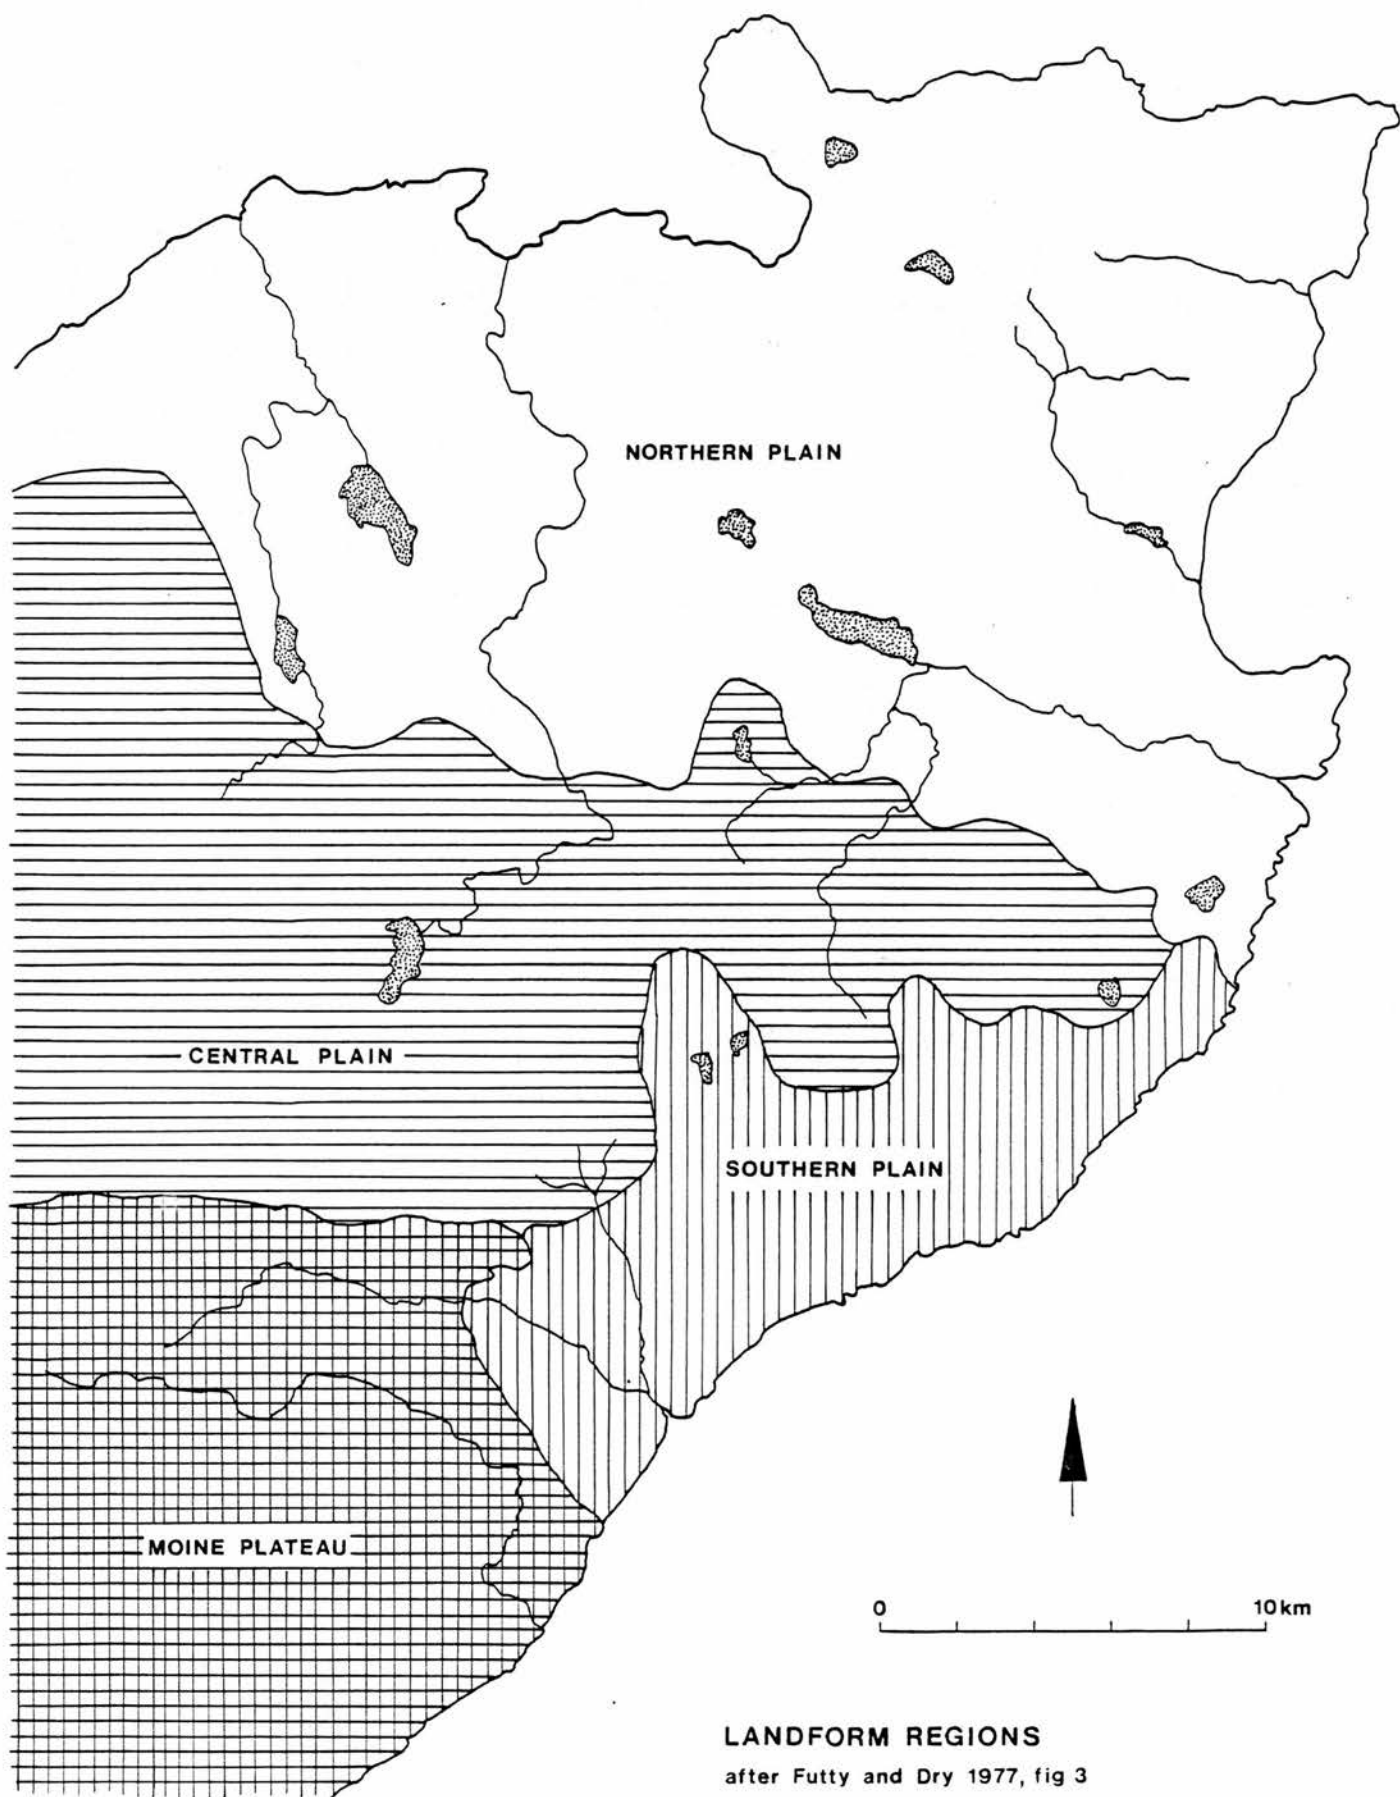 NORTHERN PLAIN
CENTRAL PLAIN
SOUTHERN PLAIN
MOINE PLATEAU
0 10km
LANDFORM REGIONS
after Futty and Dry 1977, fig 3